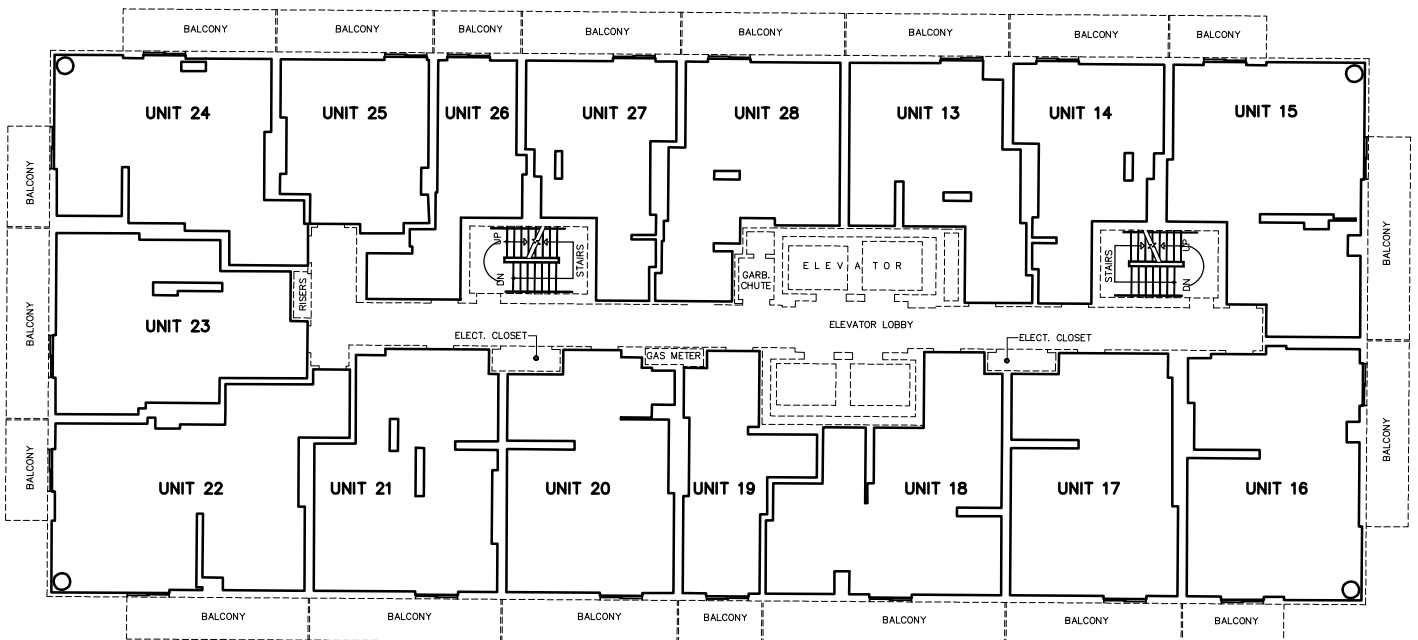 BALCONY
BALCONY
BALCONY
BALCONY
BALCONY
BALCONY
BALCONY
BALCONY
UNIT 24
UNIT 25
UNIT 26
UNIT 27
UNIT 28
UNIT 13
UNIT 14
UNIT 15
BALCONY
BALCONY
UP
DN
STAIRS
GARB.
CHUTE
ELEVATOR
STAIRS
UP
DN
RISERS
BALCONY
UNIT 23
ELEVATOR LOBBY
ELECT. CLOSET
GAS METER
ELECT. CLOSET
BALCONY
BALCONY
UNIT 22
UNIT 21
UNIT 20
UNIT 19
UNIT 18
UNIT 17
UNIT 16
BALCONY
BALCONY
BALCONY
BALCONY
BALCONY
BALCONY
BALCONY